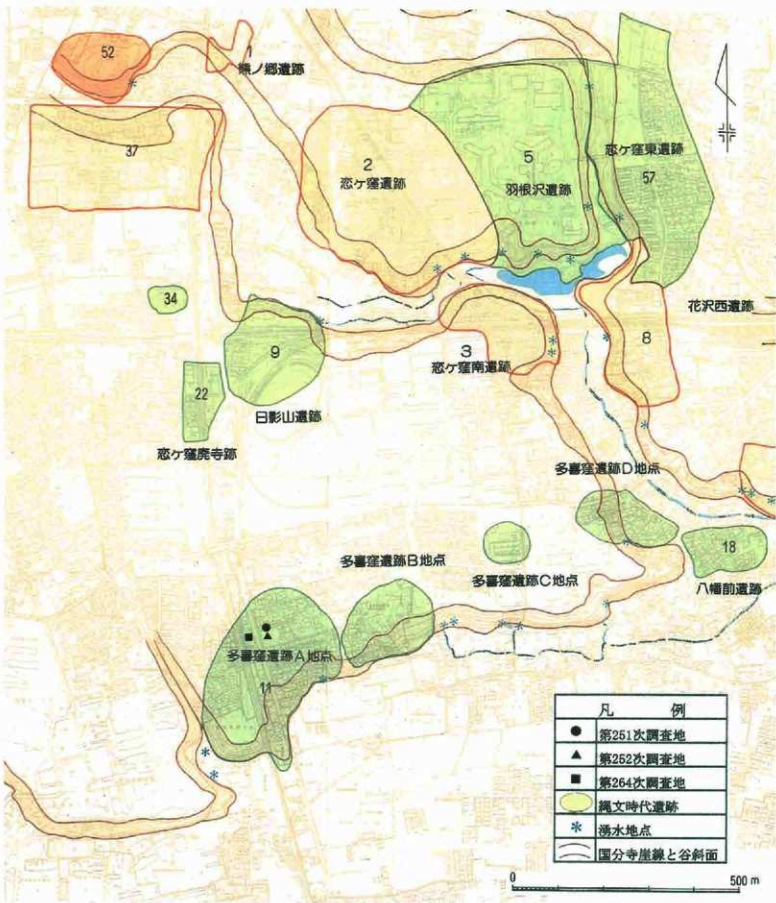 52
1
熊ノ郷遺跡
37
2
恋ケ窪遺跡
5
羽根沢遺跡
恋ケ窪東遺跡
57
34
9
日影山遺跡
22
恋ケ窪廃寺跡
3
恋ケ窪南遺跡
花沢西遺跡
8
多喜窪遺跡D地点
18
八幡前遺跡
多喜窪遺跡C地点
多喜窪遺跡B地点
多喜窪遺跡A地点
11
凡 例
第251次調査地
第252次調査地
第264次調査地
縄文時代遺跡
湧水地点
国分寺崖線と谷斜面
0 500m